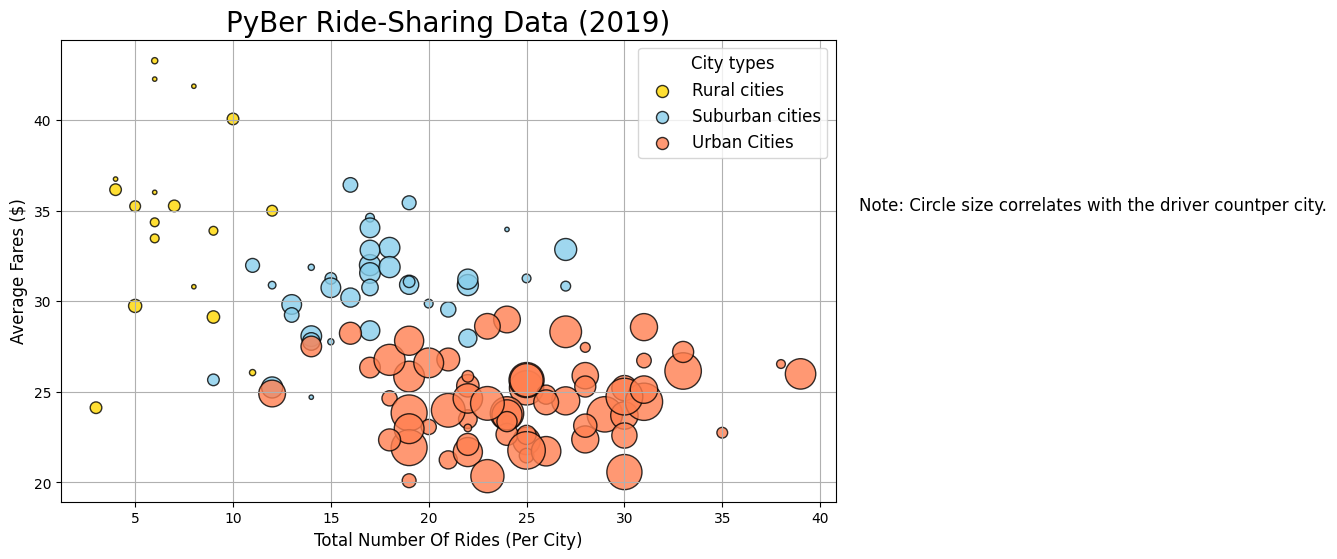 PyBer Ride-Sharing Data (2019)
City types
Rural cities
Suburban cities
Urban Cities
40
35
30
25
20
Average Fares ($)
Note: Circle size correlates with the driver countper city.
5 10 15 20 25 30 35 40
Total Number Of Rides (Per City)